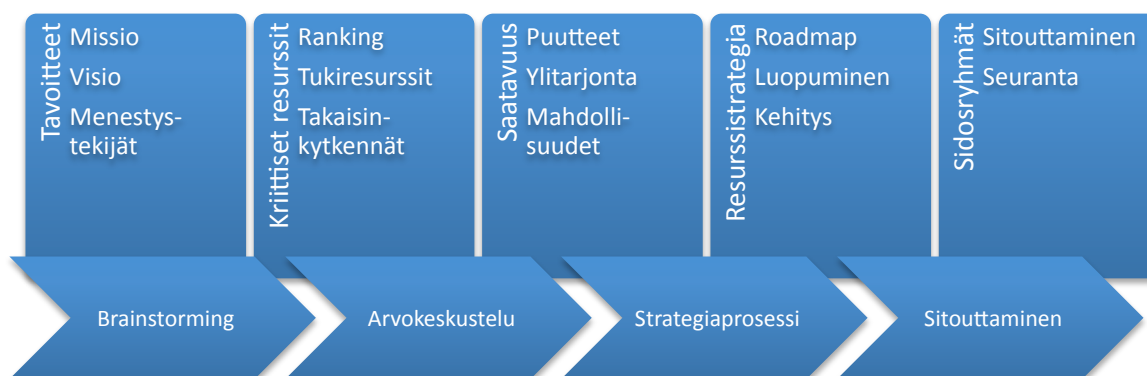 Tavoitteet
Missio
Visio
Menestys-
tekijät
Kriittiset resurssit
Ranking
Tukiresurssit
Takaisin-
kytkennät
Saatavuus
Puutteet
Ylitarjonta
Mahdolli-
suudet
Resurssistrategia
Roadmap
Luopuminen
Kehitys
Sidosryhmät
Sitouttaminen
Seuranta
Brainstorming
Arvokeskustelu
Strategiaprosessi
Sitouttaminen